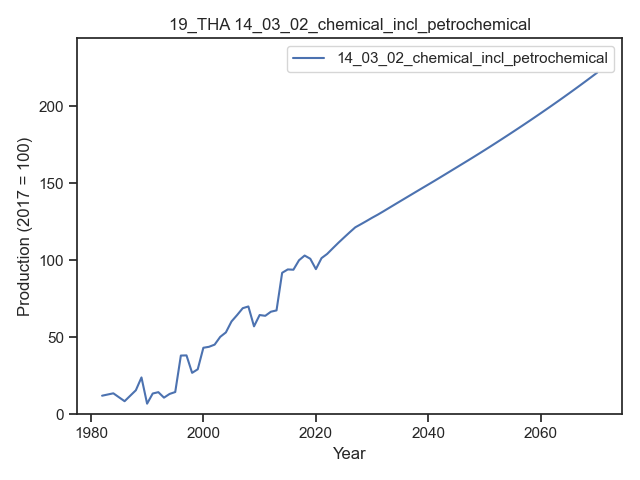 19_THA 14_03_02_chemical_incl_petrochemical
14_03_02_chemical_incl_petrochemical
Production (2017 = 100)
200
150
100
50
0
1980 2000 2020 2040 2060
Year